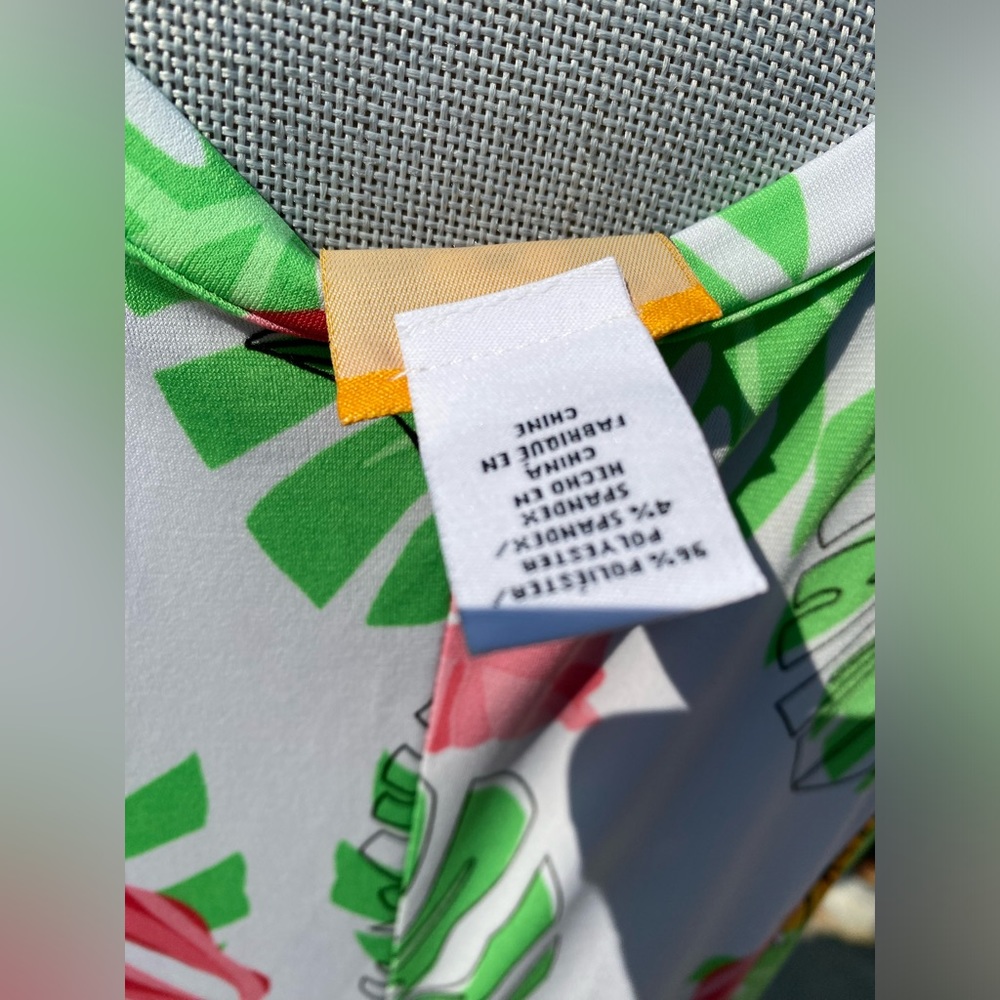 96% POLIÉSTER/
POLYESTER
4% SPANDEX/
SPANDEX
HECHO EN
CHINA,
FABRIQUÉ EN
CHINE